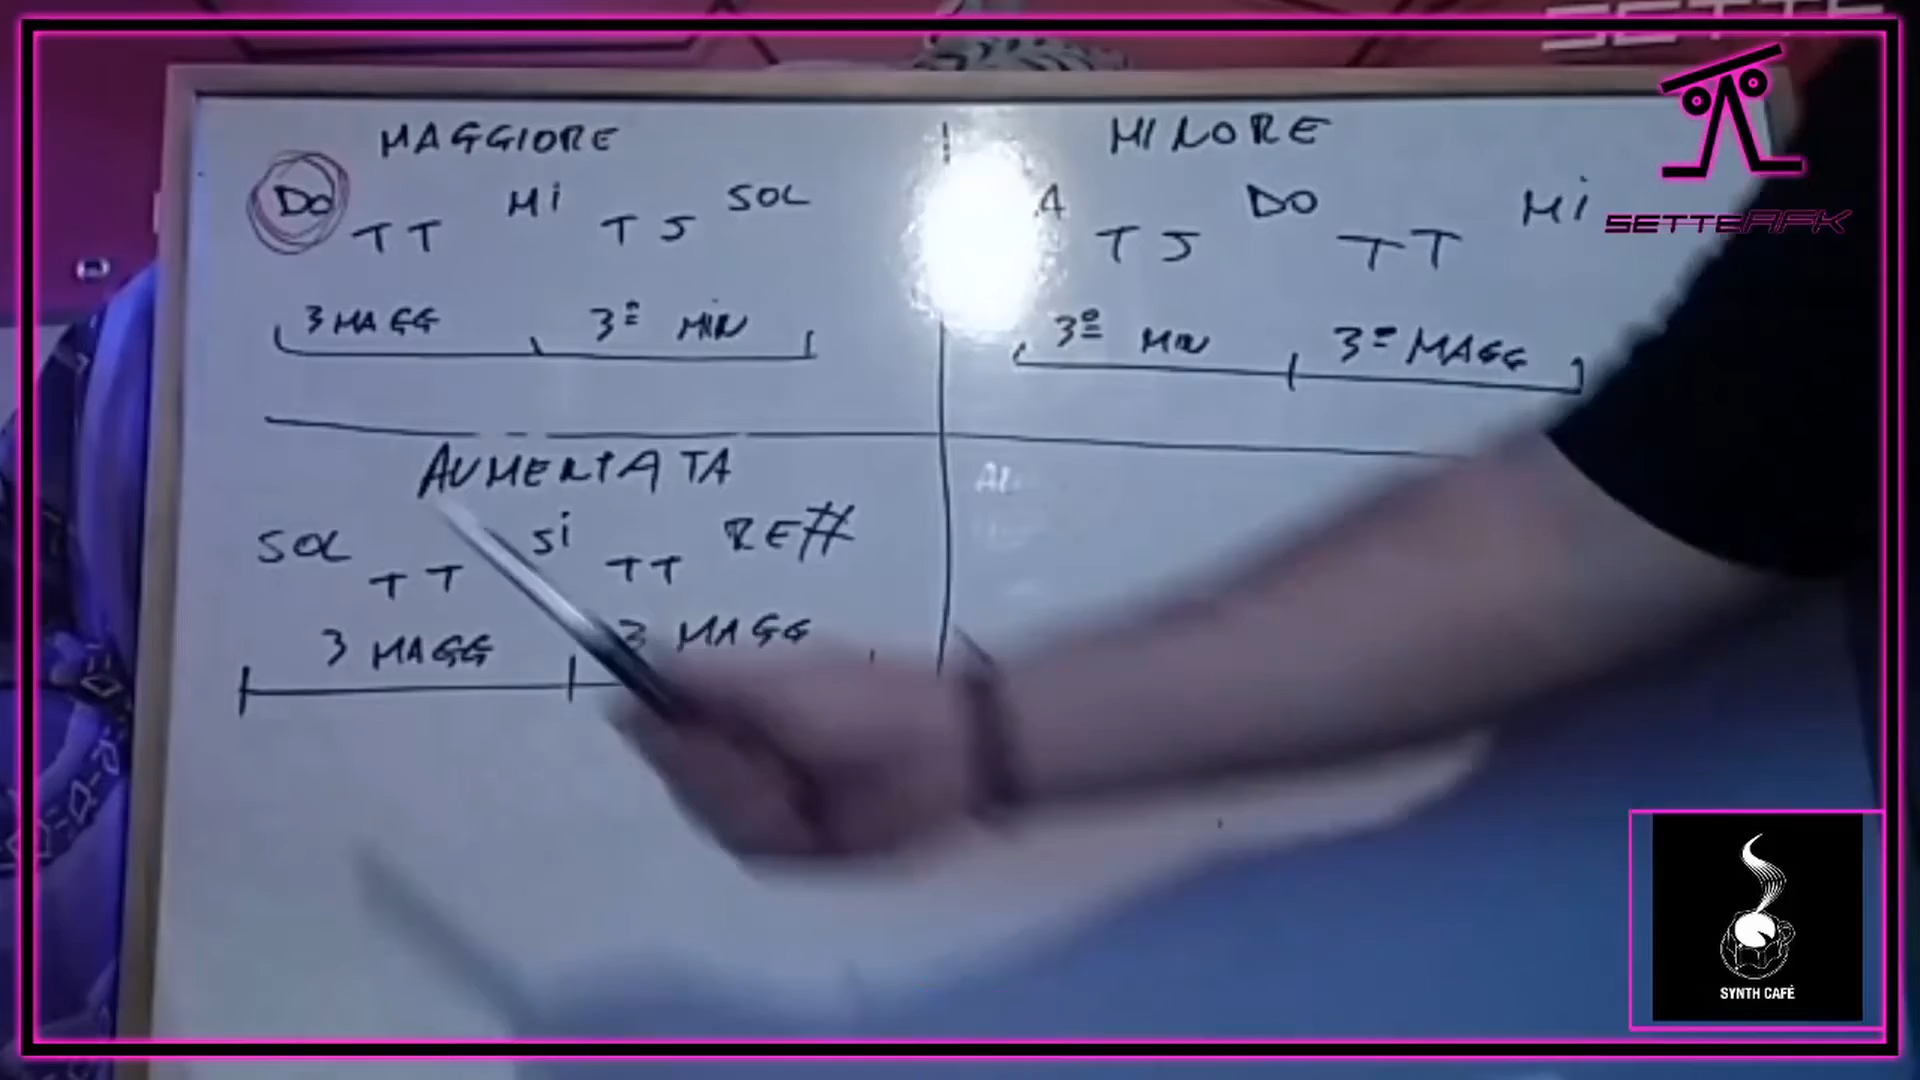 SETTE
MAGGIORE
DO TT Mi TS SOL
3 MAGG 3ª MIN
MINORE
A TS DO TT Mi
3ª MIN 3ª MAGG
AUMENTATA
SOL TT Si TT RE#
3 MAGG 3 MAGG
SETTEAFK
SYNTH CAFÈ